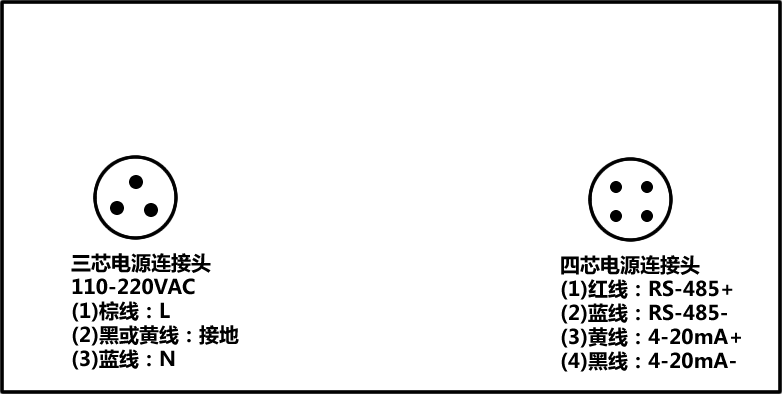 三芯电源连接头
110-220VAC
(1)棕线：L
(2)黑或黄线：接地
(3)蓝线：N
四芯电源连接头
(1)红线：RS-485+
(2)蓝线：RS-485-
(3)黄线：4-20mA+
(4)黑线：4-20mA-